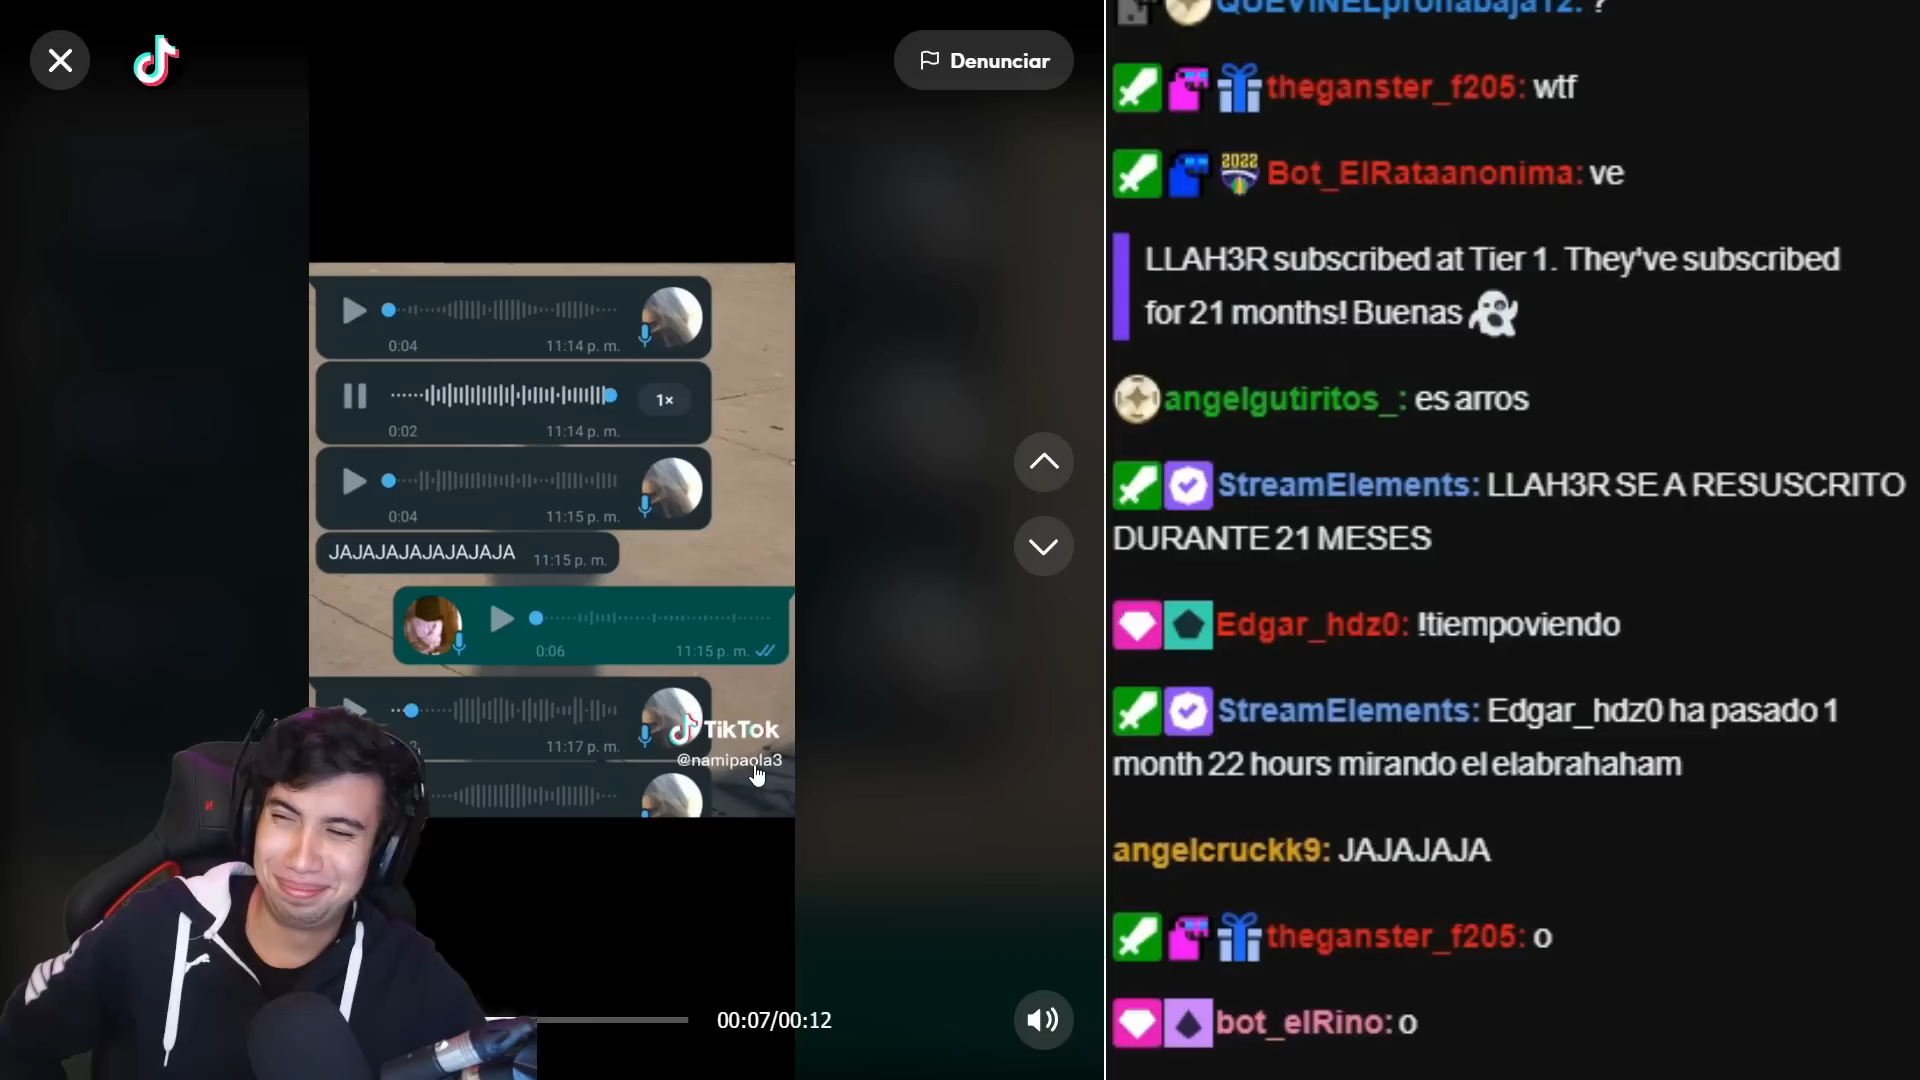 Denunciar
0:04 11:14 p. m.
1×
0:02 11:14 p. m.
0:04 11:15 p. m.
JAJAJAJAJAJAJAJA 11:15 p. m.
0:06 11:15 p. m.
11:17 p. m.
TikTok
@namipaola3
00:07/00:12
QUEVINELpronabaja12: ?
theganster_f205: wtf
2022
Bot_ElRataanonima: ve
LLAH3R subscribed at Tier 1. They've subscribed
for 21 months! Buenas
angelgutiritos_: es arros
StreamElements: LLAH3R SE A RESUSCRITO
DURANTE 21 MESES
Edgar_hdz0: !tiempoviendo
StreamElements: Edgar_hdz0 ha pasado 1
month 22 hours mirando el elabrahaham
angelcruckk9: JAJAJAJA
theganster_f205: o
bot_elRino: o